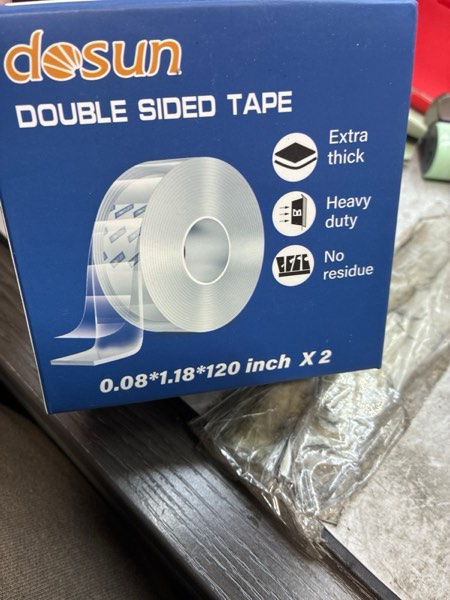 dosun
DOUBLE SIDED TAPE
Extra
thick
Heavy
duty
No
residue
0.08*1.18*120 inch X 2